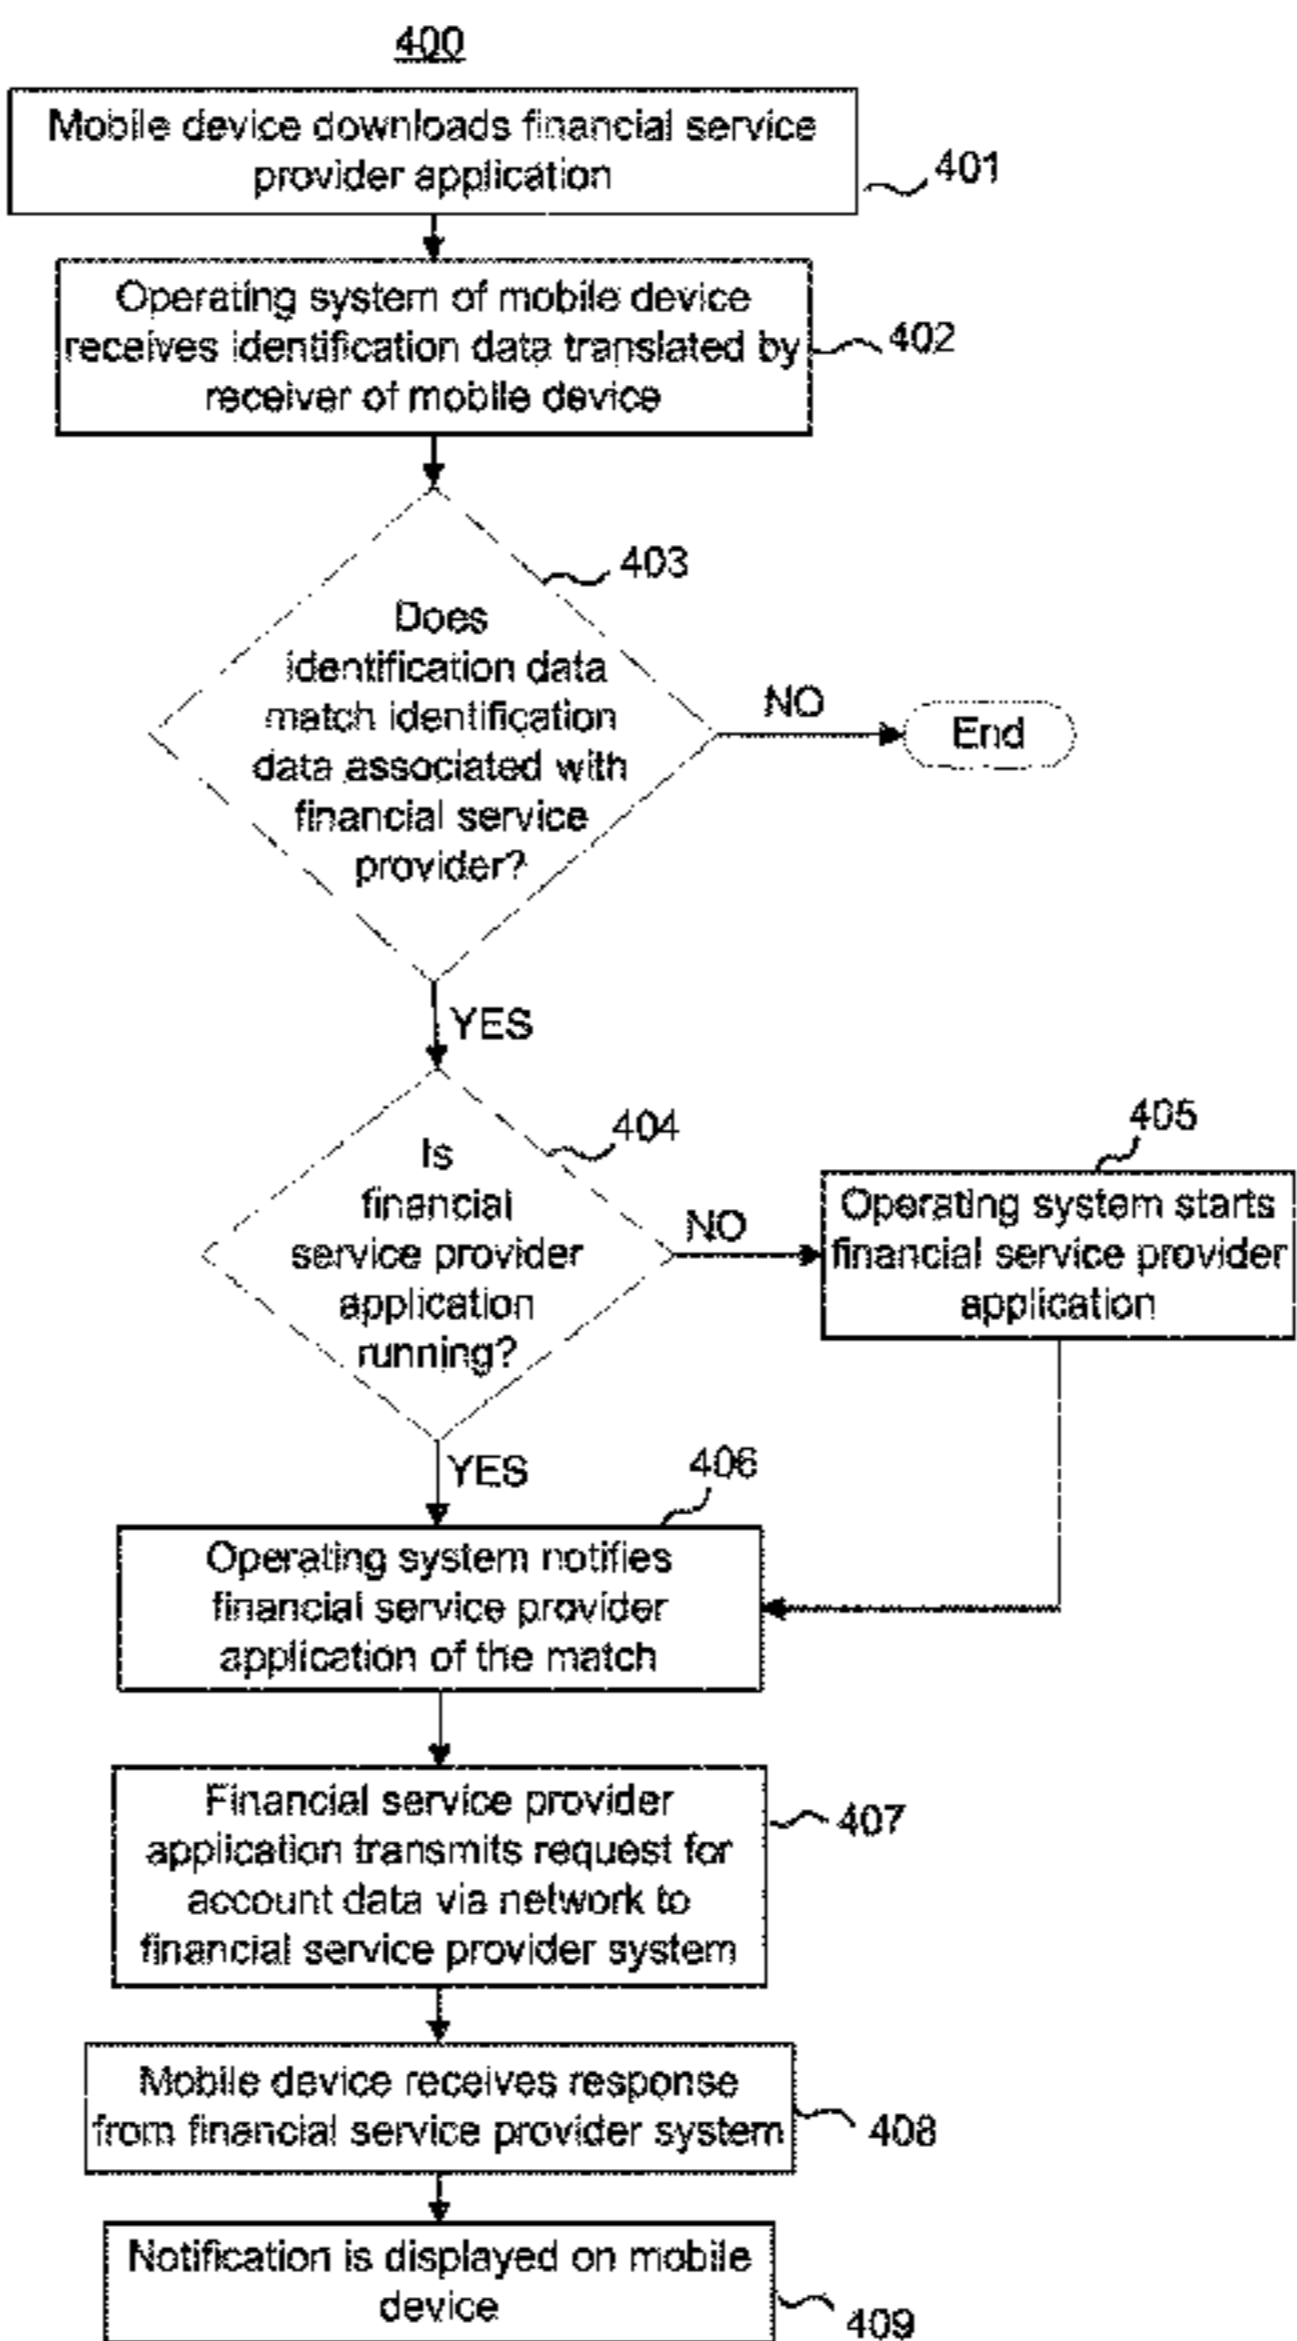 400
Mobile device downloads financial service
provider application
401
Operating system of mobile device
receives identification data translated by
receiver of mobile device
402
403
Does
identification data
match identification
data associated with
financial service
provider?
NO
End
YES
404
Is
financial
service provider
application
running?
NO
405
Operating system starts
financial service provider
application
YES
406
Operating system notifies
financial service provider
application of the match
Financial service provider
application transmits request for
account data via network to
financial service provider system
407
Mobile device receives response
from financial service provider system
408
Notification is displayed on mobile
device
409